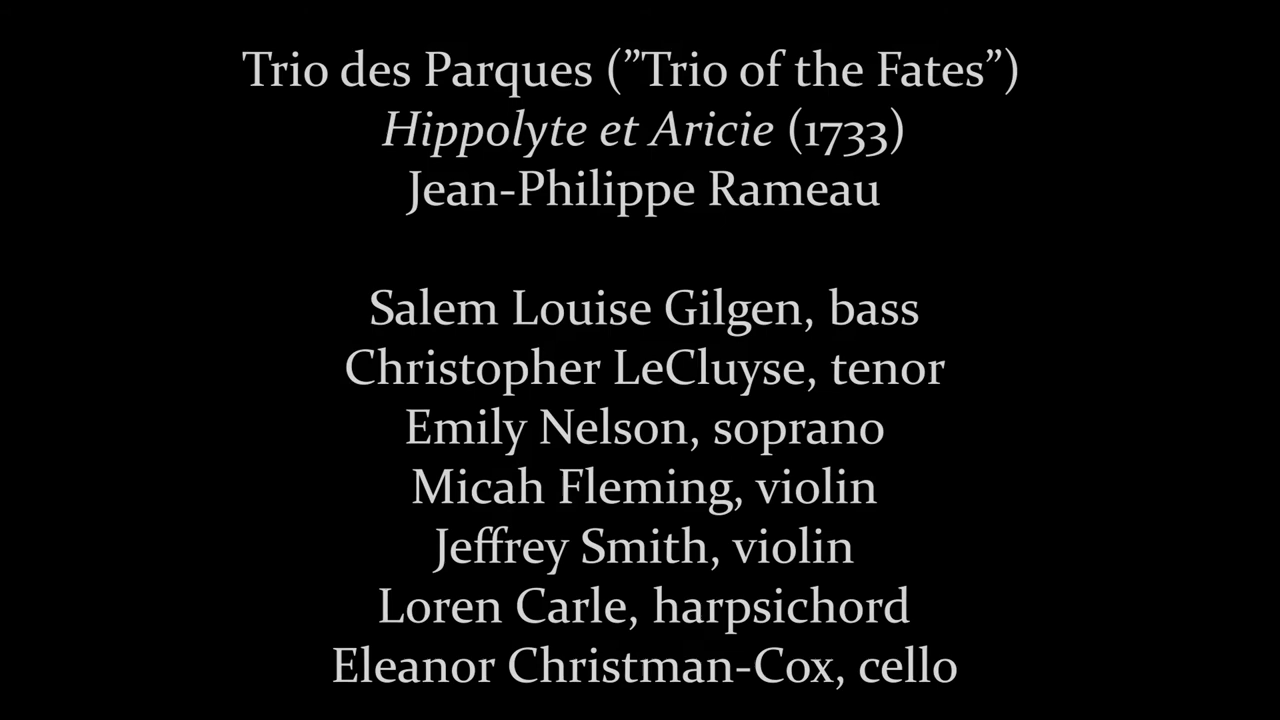 Trio des Parques (”Trio of the Fates”)
Hippolyte et Aricie (1733)
Jean-Philippe Rameau
Salem Louise Gilgen, bass
Christopher LeCluyse, tenor
Emily Nelson, soprano
Micah Fleming, violin
Jeffrey Smith, violin
Loren Carle, harpsichord
Eleanor Christman-Cox, cello